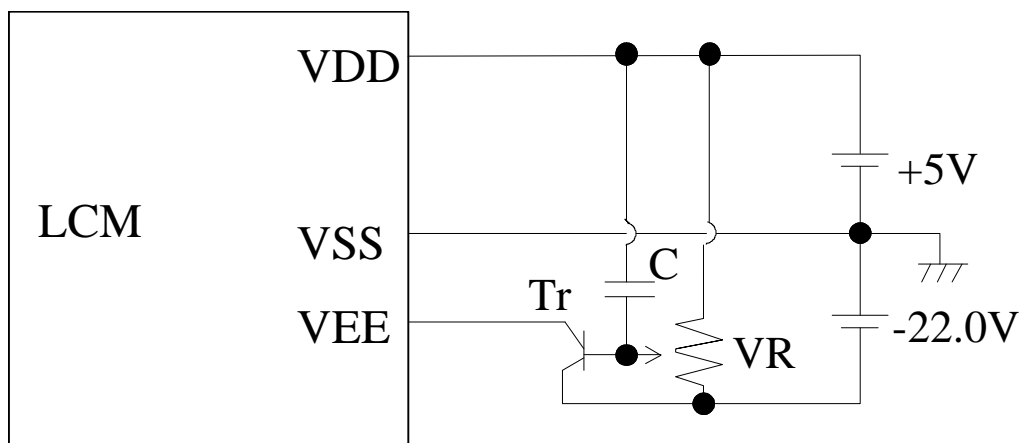 VDD
+5V
LCM
VSS
C
Tr
VEE
-22.0V
VR